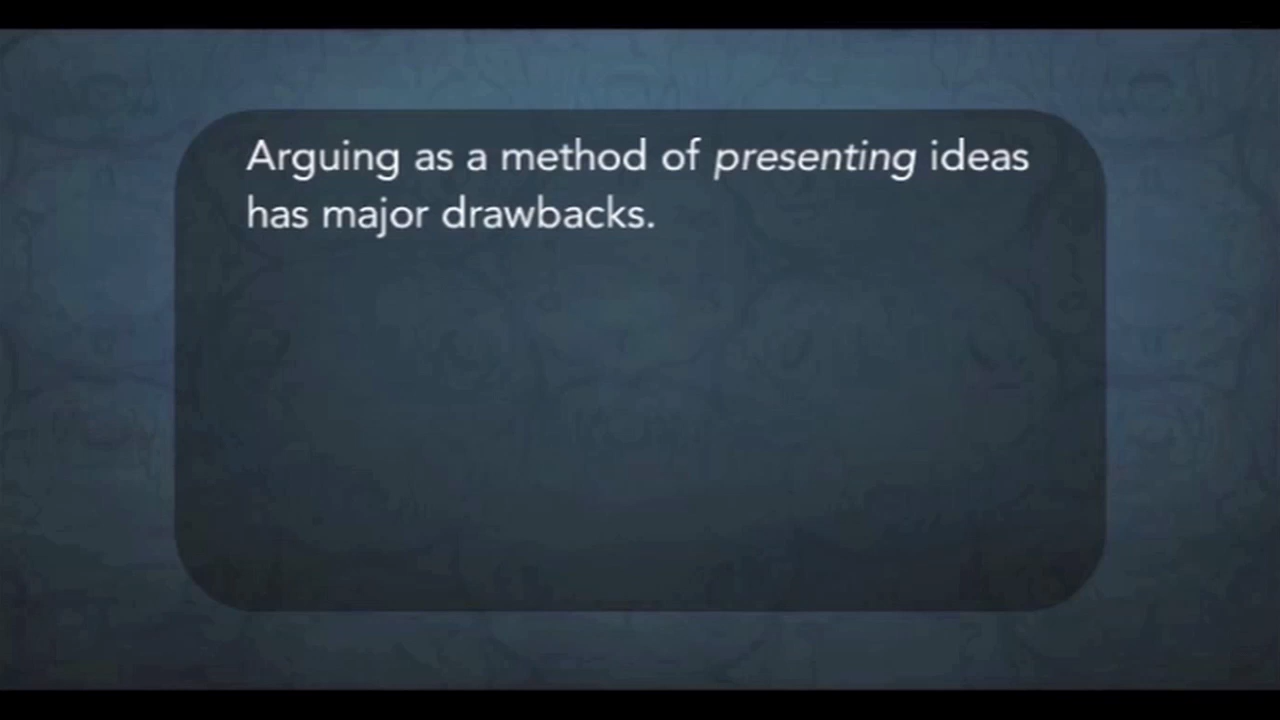 Arguing as a method of presenting ideas
has major drawbacks.